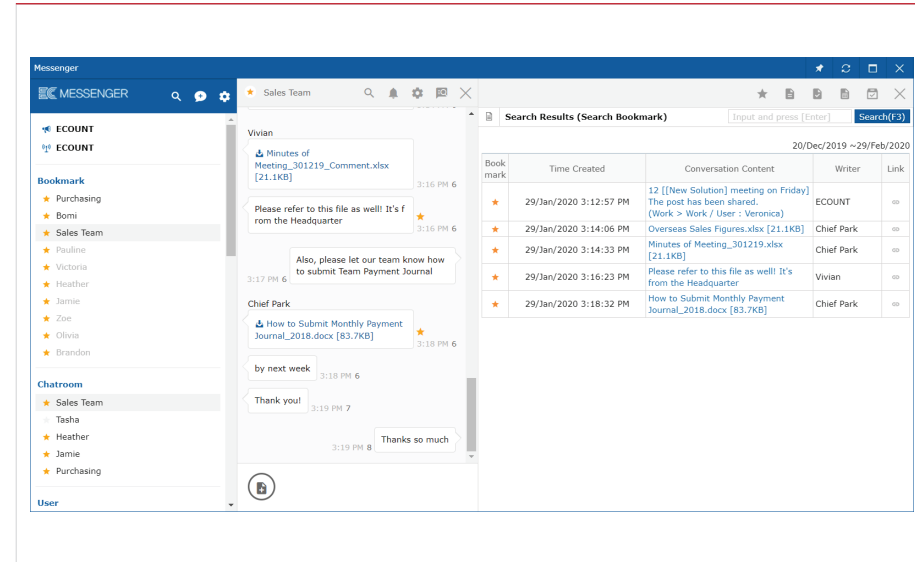 Messenger
EC MESSENGER
ECOUNT
ECOUNT
Bookmark
Purchasing
Bomi
Sales Team
Pauline
Victoria
Heather
Jamie
Zoe
Olivia
Brandon
Chatroom
Sales Team
Tasha
Heather
Jamie
Purchasing
User
Sales Team
Vivian
Minutes of
Meeting_301219_Comment.xlsx
[21.1KB]
3:16 PM 6
Please refer to this file as well! It's f
rom the Headquarter
3:16 PM 6
Also, please let our team know how
to submit Team Payment Journal
3:17 PM 6
Chief Park
How to Submit Monthly Payment
Journal_2018.docx [83.7KB]
3:18 PM 6
by next week
3:18 PM 6
Thank you!
3:19 PM 7
Thanks so much
3:19 PM 8
Search Results (Search Bookmark)
Input and press [Enter]
Search(F3)
20/Dec/2019 ~29/Feb/2020
Book
mark
Time Created
Conversation Content
Writer
Link
29/Jan/2020 3:12:57 PM
12 [[New Solution] meeting on Friday]
The post has been shared.
(Work > Work / User : Veronica)
ECOUNT
29/Jan/2020 3:14:06 PM
Overseas Sales Figures.xlsx [21.1KB]
Chief Park
29/Jan/2020 3:14:33 PM
Minutes of Meeting_301219.xlsx
[21.1KB]
Chief Park
29/Jan/2020 3:16:23 PM
Please refer to this file as well! It's
from the Headquarter
Vivian
29/Jan/2020 3:18:32 PM
How to Submit Monthly Payment
Journal_2018.docx [83.7KB]
Chief Park